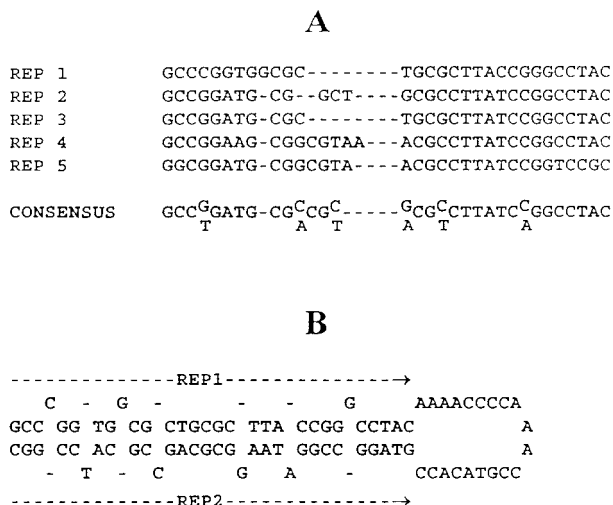 A
REP 1 GCCCGGTGGCGC--------TGCGCTTACCGGGCCTAC
REP 2 GCCGGATG-CG--GCT----GCGCCTTATCCGGCCTAC
REP 3 GCCGGATG-CGC--------TGCGCTTATCCGGCCTAC
REP 4 GCCGGAAG-CGGCGTAA---ACGCCTTATCCGGCCTAC
REP 5 GGCGGATG-CGGCGTA----ACGCCTTATCCGGTCCGC
CONSENSUS GCCGGATG-CGCCGC-----GCGCCTTATCCGGCCTAC
T A T A T A
B
------------------REP1------------------→
C - G - - - G AAAACCCCA
GCC GG TG CG CTGCGC TTA CCGG CCTAC A
CGG CC AC GC GACGCG AAT GGCC GGATG A
- T - C G A - CCACATGCC
------------------REP2------------------→